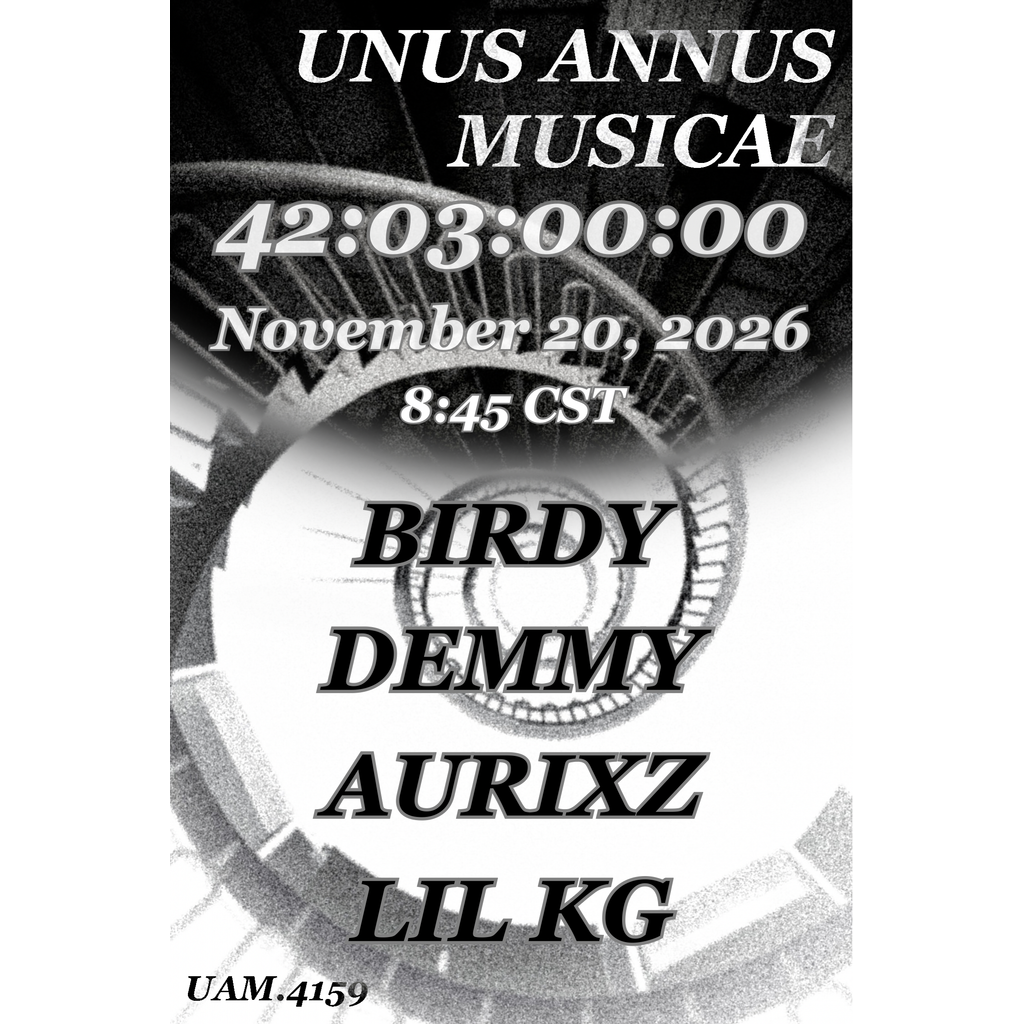 UNUS ANNUS
MUSICAE
42:03:00:00
November 20, 2026
8:45 CST
BIRDY
DEMMY
AURIXZ
LIL KG
UAM.4159